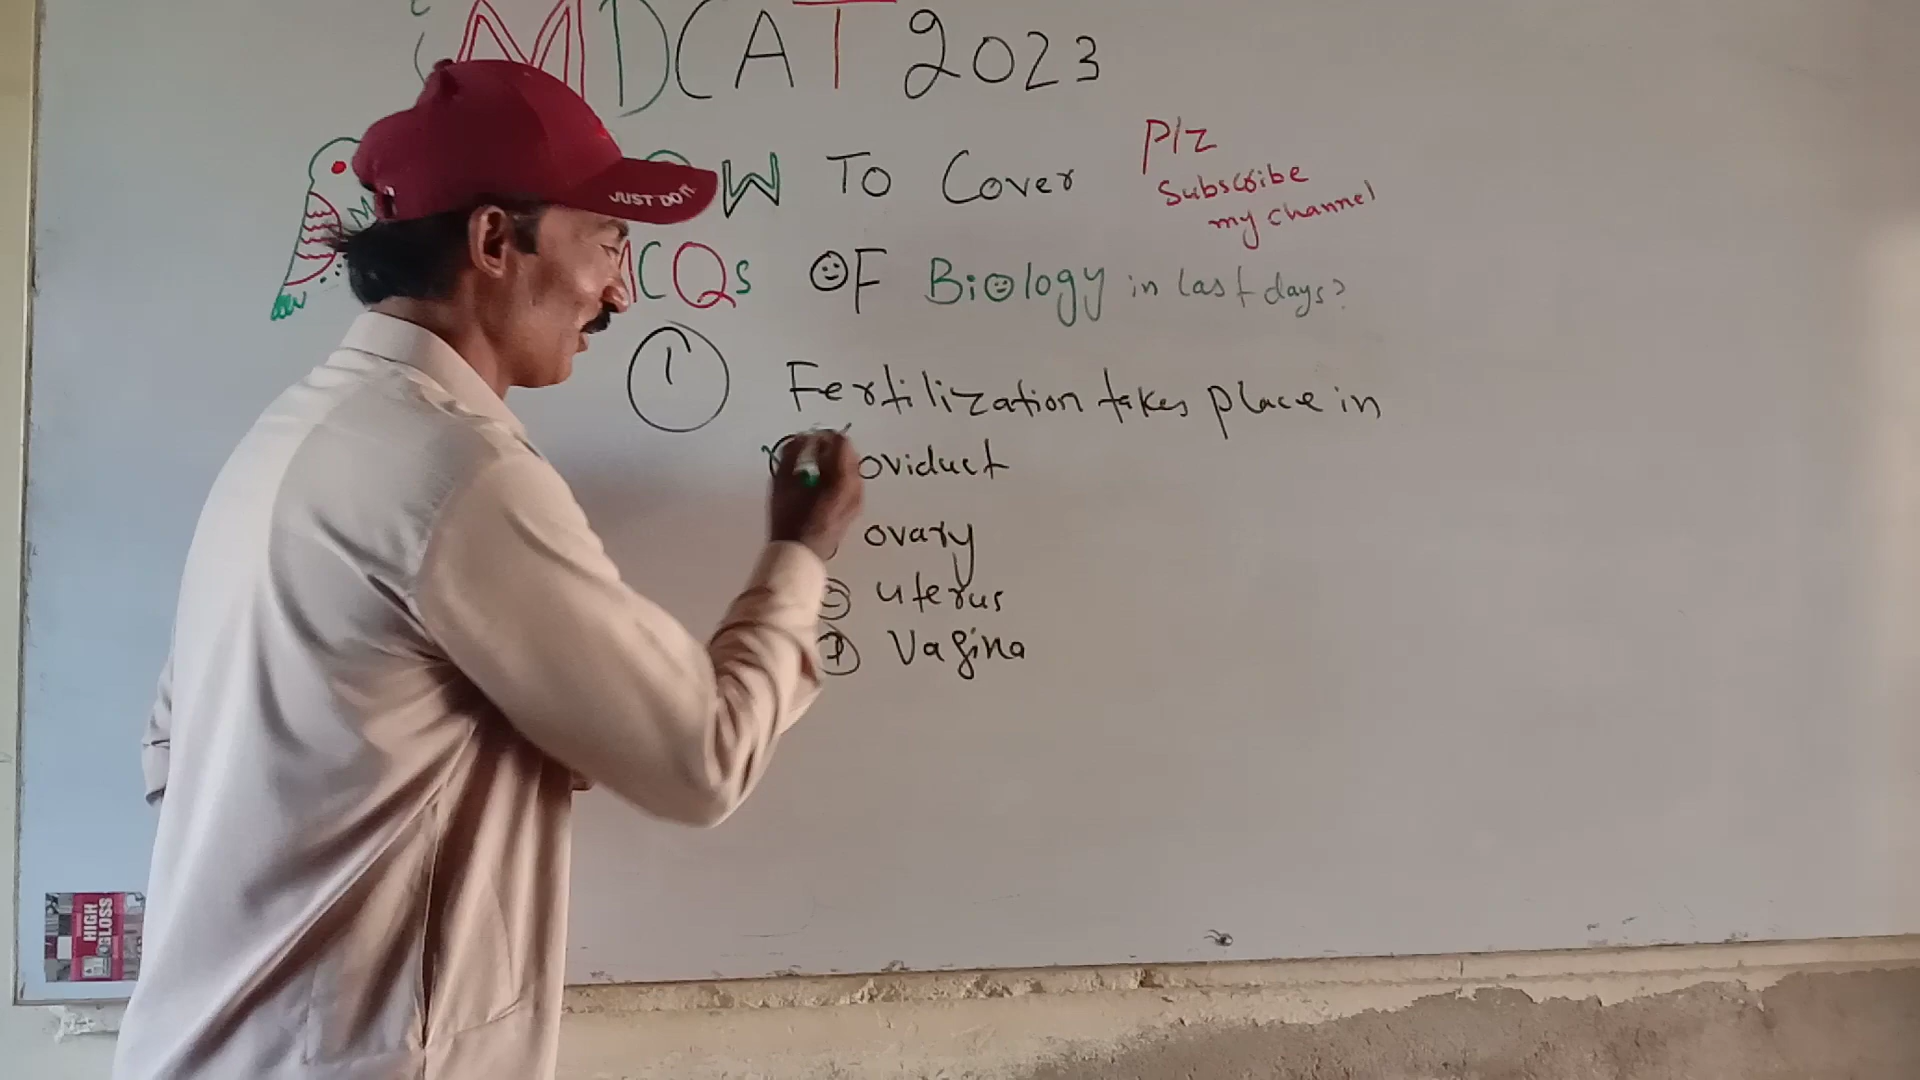 MDCAT 2023
W To Cover
Plz
Subscribe
my channel
MCQs OF Biology in last days?
JUST DO IT
1 Fertilization takes place in
oviduct
ovary
C uterus
D Vagina
HIGH
GLOSS